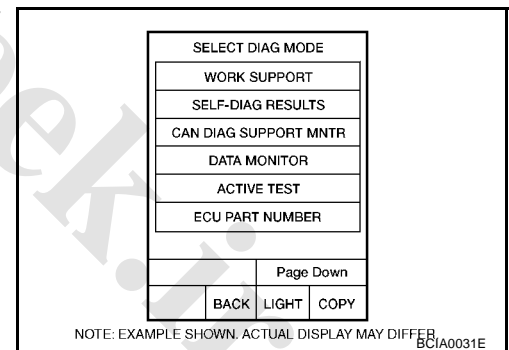 SELECT DIAG MODE
WORK SUPPORT
SELF-DIAG RESULTS
CAN DIAG SUPPORT MNTR
DATA MONITOR
ACTIVE TEST
ECU PART NUMBER
Page Down
BACK LIGHT COPY
NOTE: EXAMPLE SHOWN. ACTUAL DISPLAY MAY DIFFER.
BCIA0031E